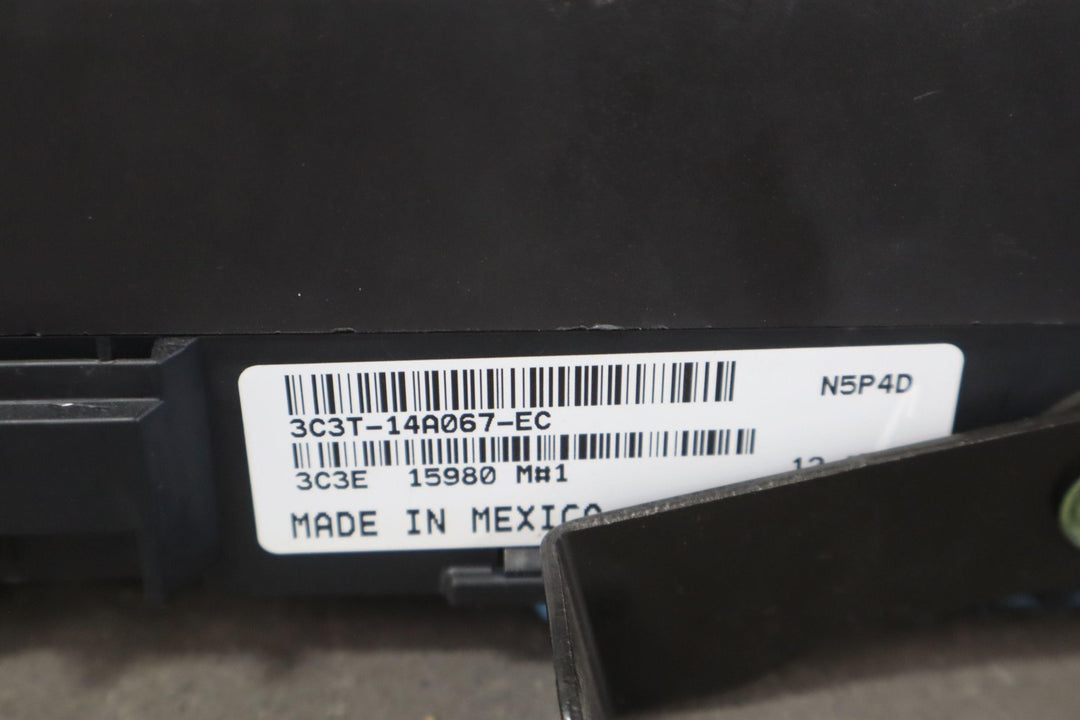 N5P4D
3C3T-14A067-EC
3C3E 15980 M#1
MADE IN MEXICO